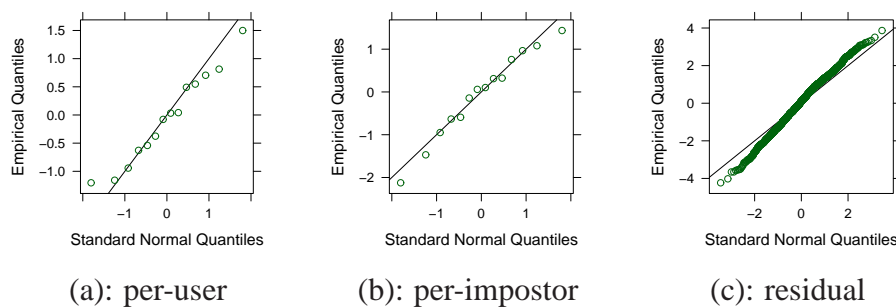 Empirical Quantiles
1.5
1.0
0.5
0.0
−0.5
−1.0
−1 0 1
Standard Normal Quantiles
(a): per-user
Empirical Quantiles
1
0
−1
−2
−1 0 1
Standard Normal Quantiles
(b): per-impostor
Empirical Quantiles
4
2
0
−2
−4
−2 0 2
Standard Normal Quantiles
(c): residual